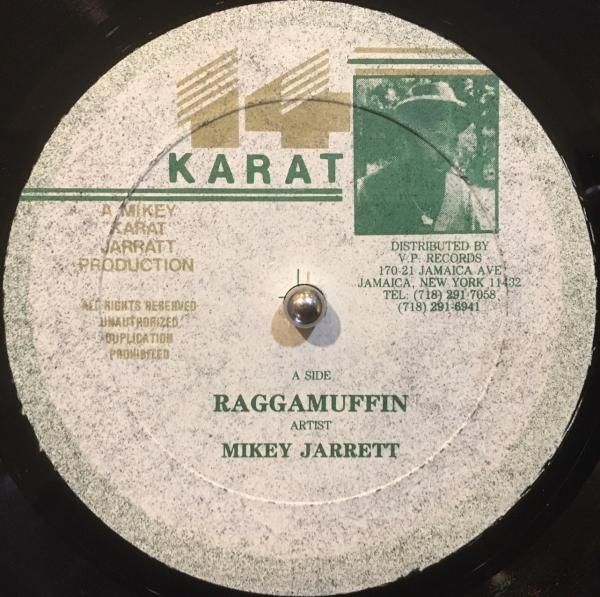 14
KARAT
A MIKEY
KARAT
JARRATT
PRODUCTION
ALL RIGHTS RESERVED
UNAUTHORIZED
DUPLICATION
PROHIBITED
DISTRIBUTED BY
V.P. RECORDS
170-21 JAMAICA AVE
JAMAICA, NEW YORK 11432
TEL: (718) 291-7058
(718) 291-6941
A SIDE
RAGGAMUFFIN
ARTIST
MIKEY JARRETT